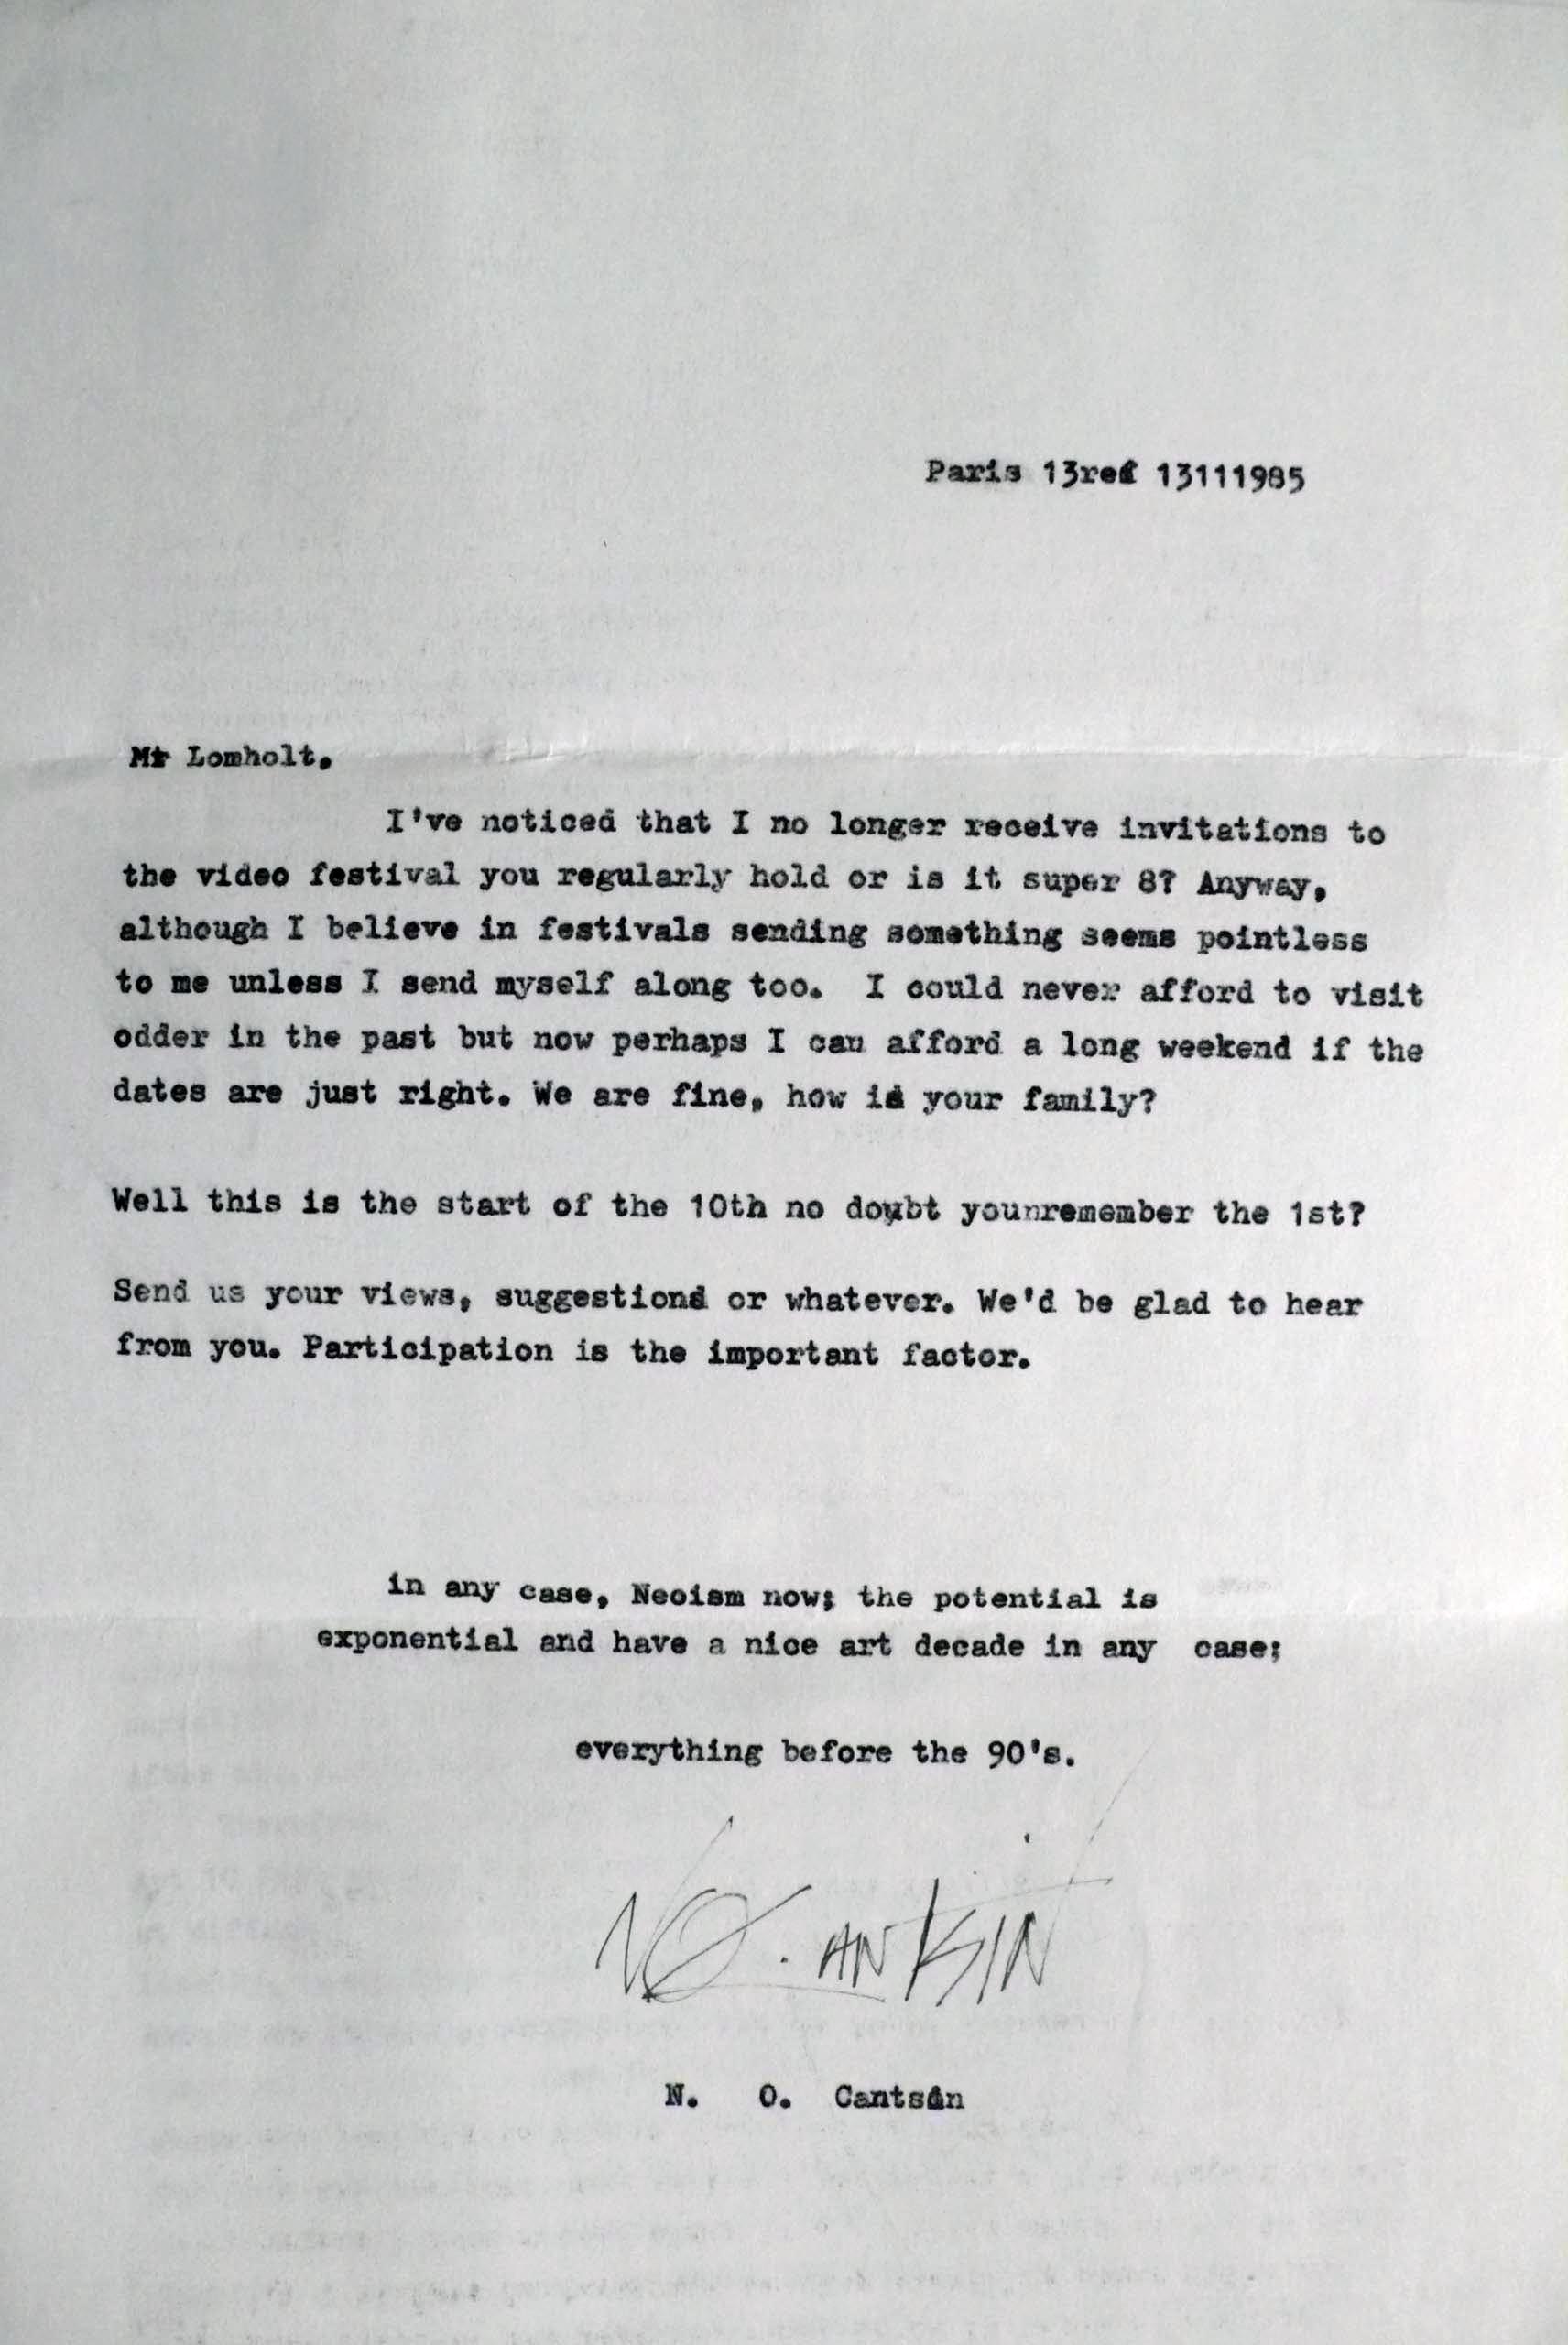 Paris 13 13111985
Mr Lomholt,
I've noticed that I no longer receive invitations to
the video festival you regularly hold or is it super 8? Anyway,
although I believe in festivals sending something seems pointless
to me unless I send myself along too. I could never afford to visit
odder in the past but now perhaps I can afford a long weekend if the
dates are just right. We are fine, how is your family?
Well this is the start of the 10th no doubt younremember the 1st?
Send us your views, suggestions or whatever. We'd be glad to hear
from you. Participation is the important factor.
in any case, Neoism now; the potential is
exponential and have a nice art decade in any case;
everything before the 90's.
N. O. Cantsin